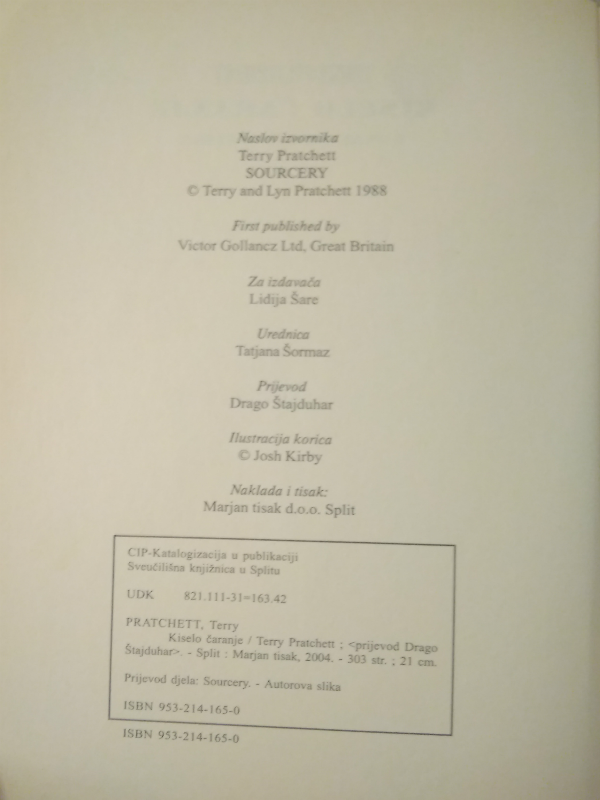 Naslov izvornika
Terry Pratchett
SOURCERY
© Terry and Lyn Pratchett 1988
First published by
Victor Gollancz Ltd, Great Britain
Za izdavača
Lidija Šare
Urednica
Tatjana Šormaz
Prijevod
Drago Štajduhar
Ilustracija korica
© Josh Kirby
Naklada i tisak:
Marjan tisak d.o.o. Split
CIP-Katalogizacija u publikaciji
Sveučilišna knjižnica u Splitu
UDK 821.111-31=163.42
PRATCHETT, Terry
Kiselo čaranje / Terry Pratchett ; <prijevod Drago
Štajduhar>. - Split : Marjan tisak, 2004. - 303 str. ; 21 cm.
Prijevod djela: Sourcery. - Autorova slika
ISBN 953-214-165-0
ISBN 953-214-165-0